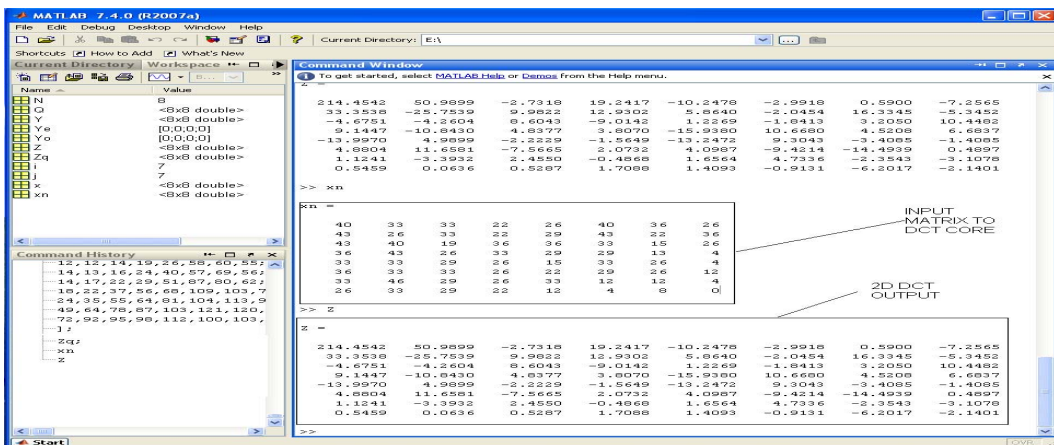 MATLAB 7.4.0 (R2007a)
File Edit Debug Desktop Window Help
Current Directory: E:\
Shortcuts How to Add What's New
Current Directory Workspace
Name Value
N 8
Q <8x8 double>
Y <8x8 double>
Ye [0;0;0;0]
Yo [0;0;0;0]
Z <8x8 double>
Zq <8x8 double>
i 7
j 7
x <8x8 double>
xn <8x8 double>
Command History
12,12,14,19,26,58,60,55;
14,13,16,24,40,57,69,56;
14,17,22,29,51,87,80,62;
18,22,37,56,68,109,103,7
24,35,55,64,81,104,113,9
49,64,78,87,103,121,120,
72,92,95,98,112,100,103,
];
Zq;
xn
Z
Start
Command Window
To get started, select MATLAB Help or Demos from the Help menu.
Z =
214.4542 50.9899 -2.7318 19.2417 -10.2478 -2.9918 0.5900 -7.2565
33.3538 -25.7539 9.9822 12.9302 5.8640 -2.0454 16.3345 -5.3452
-4.6751 -4.2604 8.6043 -9.0142 1.2269 -1.8413 3.2050 10.4482
9.1447 -10.8430 4.8377 3.8070 -15.9380 10.6680 4.5208 6.6837
-13.9970 4.9899 -2.2229 -1.5649 -13.2472 9.3043 -3.4085 -1.4085
4.8804 11.6581 -7.5665 2.0732 4.0987 -9.4214 -14.4939 0.4897
1.1241 -3.3932 2.4550 -0.4868 1.6564 4.7336 -2.3543 -3.1078
0.5459 0.0636 0.5287 1.7088 1.4093 -0.9131 -6.2017 -2.1401
>> xn
xn =
40 33 33 22 26 40 36 26
43 26 33 22 29 43 22 36
43 40 19 36 36 33 15 26
36 43 26 33 29 29 13 4
33 33 29 26 15 33 26 4
36 33 33 26 22 29 26 12
33 46 29 26 33 12 12 4
26 33 29 22 12 4 8 0
INPUT
MATRIX TO
DCT CORE
>> Z
2D DCT
OUTPUT
Z =
214.4542 50.9899 -2.7318 19.2417 -10.2478 -2.9918 0.5900 -7.2565
33.3538 -25.7539 9.9822 12.9302 5.8640 -2.0454 16.3345 -5.3452
-4.6751 -4.2604 8.6043 -9.0142 1.2269 -1.8413 3.2050 10.4482
9.1447 -10.8430 4.8377 3.8070 -15.9380 10.6680 4.5208 6.6837
-13.9970 4.9899 -2.2229 -1.5649 -13.2472 9.3043 -3.4085 -1.4085
4.8804 11.6581 -7.5665 2.0732 4.0987 -9.4214 -14.4939 0.4897
1.1241 -3.3932 2.4550 -0.4868 1.6564 4.7336 -2.3543 -3.1078
0.5459 0.0636 0.5287 1.7088 1.4093 -0.9131 -6.2017 -2.1401
>>
OVR